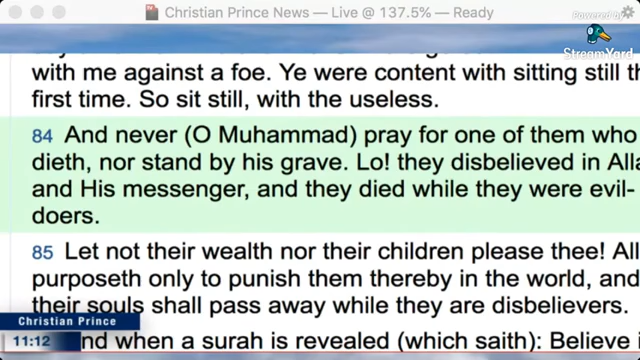 Christian Prince News — Live @ 137.5% — Ready
Powered by
StreamYard
with me against a foe. Ye were content with sitting still th
first time. So sit still, with the useless.
84 And never (O Muhammad) pray for one of them who
dieth, nor stand by his grave. Lo! they disbelieved in Alla
and His messenger, and they died while they were evil-
doers.
85 Let not their wealth nor their children please thee! All
purposeth only to punish them thereby in the world, and
their souls shall pass away while they are disbelievers.
Christian Prince
11:12 nd when a surah is revealed (which saith): Believe i